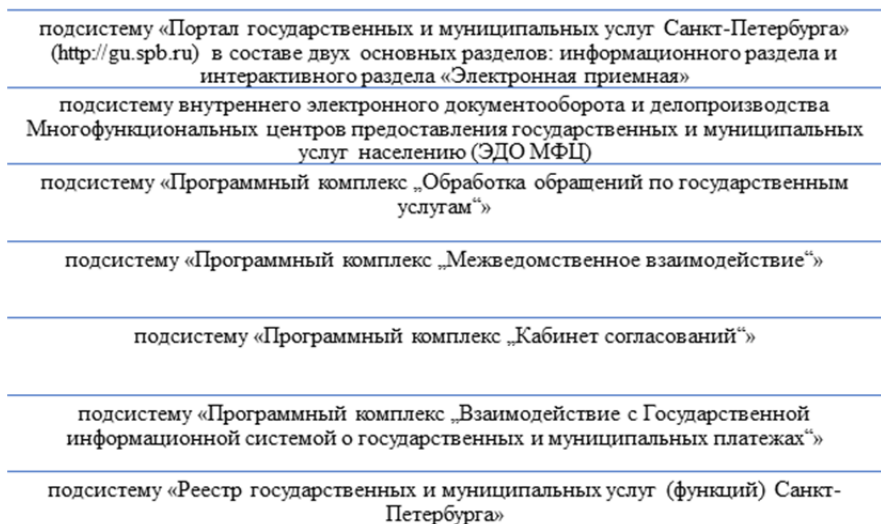 подсистему «Портал государственных и муниципальных услуг Санкт-Петербурга»
(http://gu.spb.ru) в составе двух основных разделов: информационного раздела и
интерактивного раздела «Электронная приемная»
подсистему внутреннего электронного документооборота и делопроизводства
Многофункциональных центров предоставления государственных и муниципальных
услуг населению (ЭДО МФЦ)
подсистему «Программный комплекс „Обработка обращений по государственным
услугам“»
подсистему «Программный комплекс „Межведомственное взаимодействие“»
подсистему «Программный комплекс „Кабинет согласований“»
подсистему «Программный комплекс „Взаимодействие с Государственной
информационной системой о государственных и муниципальных платежах“»
подсистему «Реестр государственных и муниципальных услуг (функций) Санкт-
Петербурга»